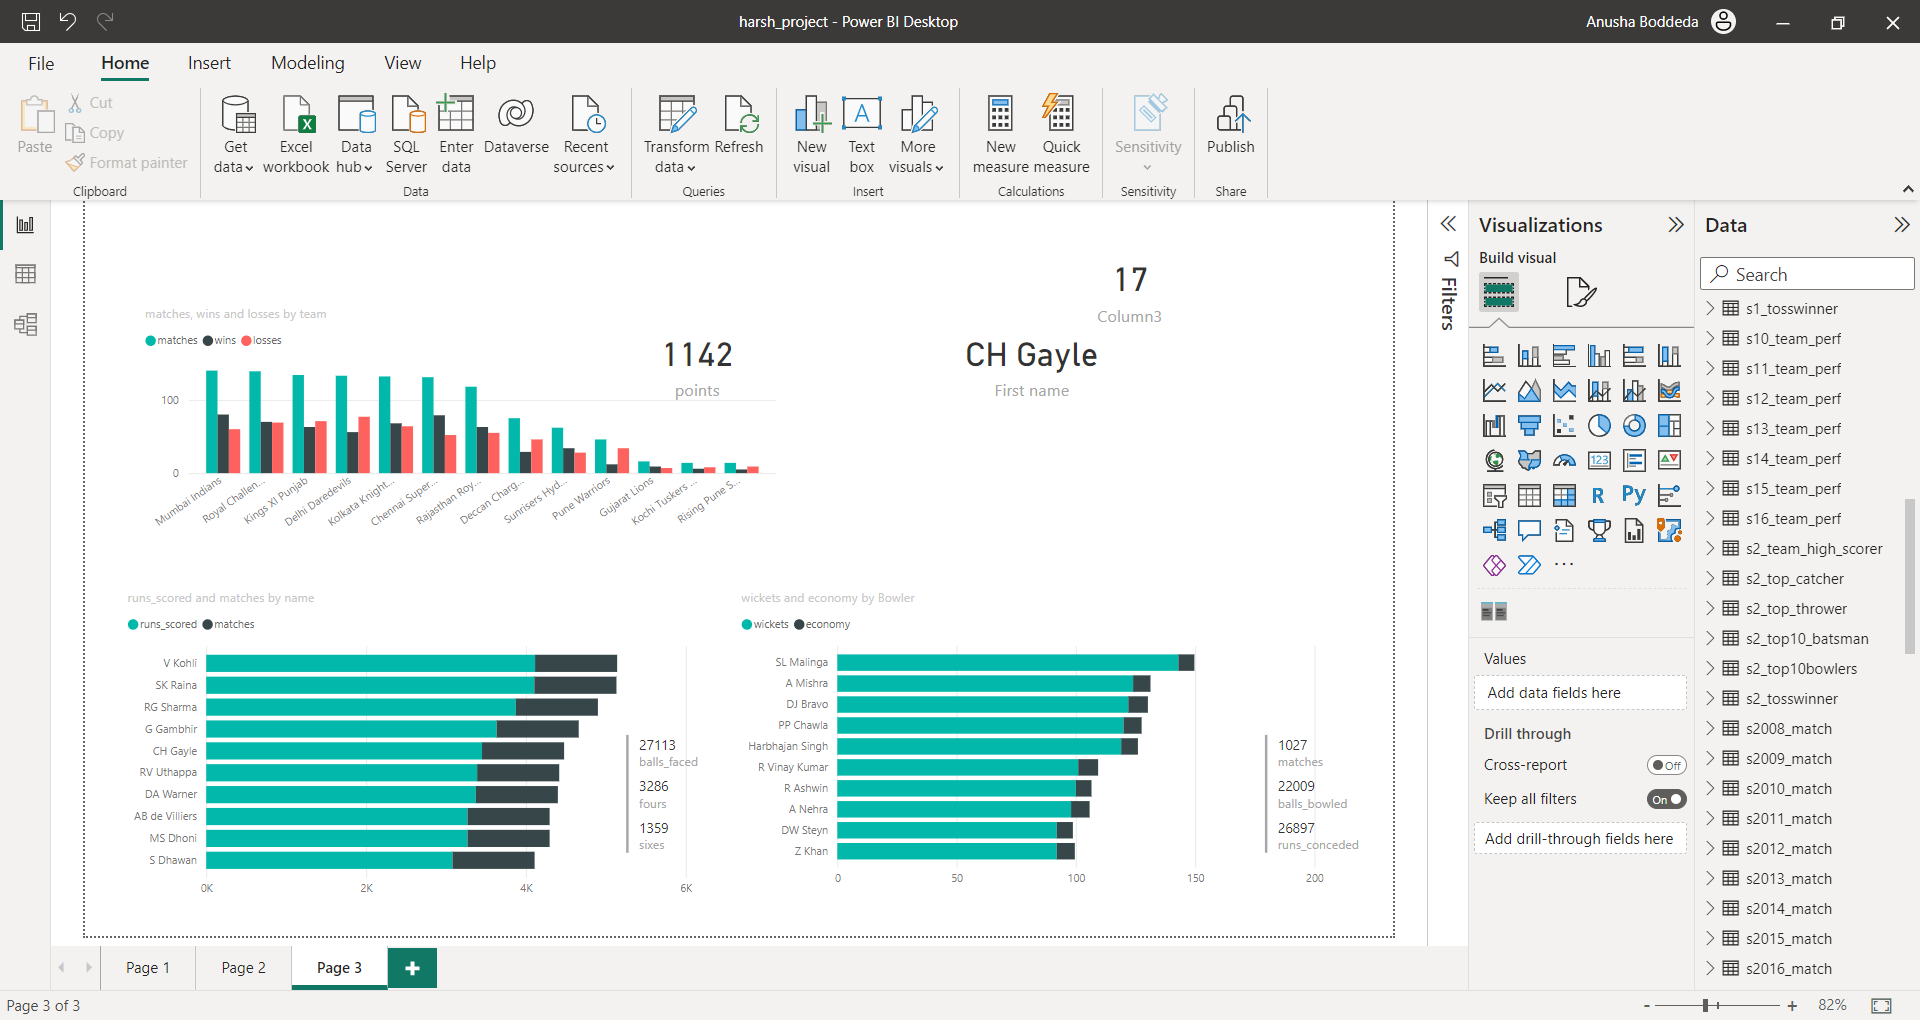 harsh_project - Power BI Desktop
Anusha Boddeda
File Home Insert Modeling View Help
Paste
Cut
Copy
Format painter
Clipboard
Get data
Excel workbook
Data hub
SQL Server
Enter data
Dataverse
Recent sources
Data
Transform data
Refresh
Queries
New visual
Text box
A
More visuals
Insert
New measure
Quick measure
Calculations
Sensitivity
Sensitivity
Publish
Share
matches, wins and losses by team
matches wins losses
100
0
Mumbai Indians
Royal Challen...
Kings XI Punjab
Delhi Daredevils
Kolkata Knight...
Chennai Super...
Rajasthan Roy...
Deccan Charg...
Sunrisers Hyd...
Pune Warriors
Gujarat Lions
Kochi Tuskers ...
Rising Pune S...
1142
points
17
Column3
CH Gayle
First name
runs_scored and matches by name
runs_scored matches
V Kohli
SK Raina
RG Sharma
G Gambhir
CH Gayle
RV Uthappa
DA Warner
AB de Villiers
MS Dhoni
S Dhawan
0K 2K 4K 6K
27113
balls_faced
3286
fours
1359
sixes
wickets and economy by Bowler
wickets economy
SL Malinga
A Mishra
DJ Bravo
PP Chawla
Harbhajan Singh
R Vinay Kumar
R Ashwin
A Nehra
DW Steyn
Z Khan
0 50 100 150 200
1027
matches
22009
balls_bowled
26897
runs_conceded
Filters
Visualizations
Build visual
123
R
Py
...
Values
Add data fields here
Drill through
Cross-report
Off
Keep all filters
On
Add drill-through fields here
Data
Search
s1_tosswinner
s10_team_perf
s11_team_perf
s12_team_perf
s13_team_perf
s14_team_perf
s15_team_perf
s16_team_perf
s2_team_high_scorer
s2_top_catcher
s2_top_thrower
s2_top10_batsman
s2_top10bowlers
s2_tosswinner
s2008_match
s2009_match
s2010_match
s2011_match
s2012_match
s2013_match
s2014_match
s2015_match
s2016_match
Page 1 Page 2 Page 3 +
Page 3 of 3
- + 82%